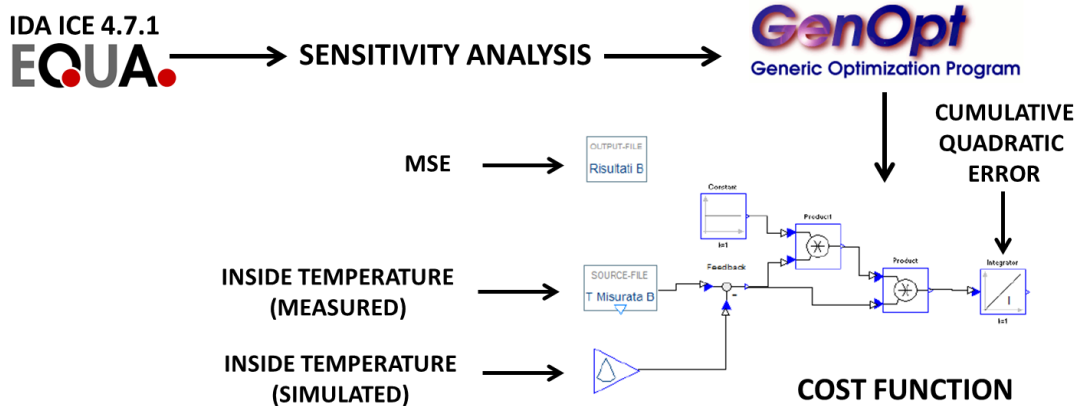 IDA ICE 4.7.1
EQUA.
SENSITIVITY ANALYSIS
GenOpt
Generic Optimization Program
CUMULATIVE
QUADRATIC
ERROR
MSE
OUTPUT-FILE
Risultati B
Constant
i=1
Product1
Product
Integrator
I
i=1
INSIDE TEMPERATURE
(MEASURED)
SOURCE-FILE
T Misurata B
Feedback
-
INSIDE TEMPERATURE
(SIMULATED)
COST FUNCTION